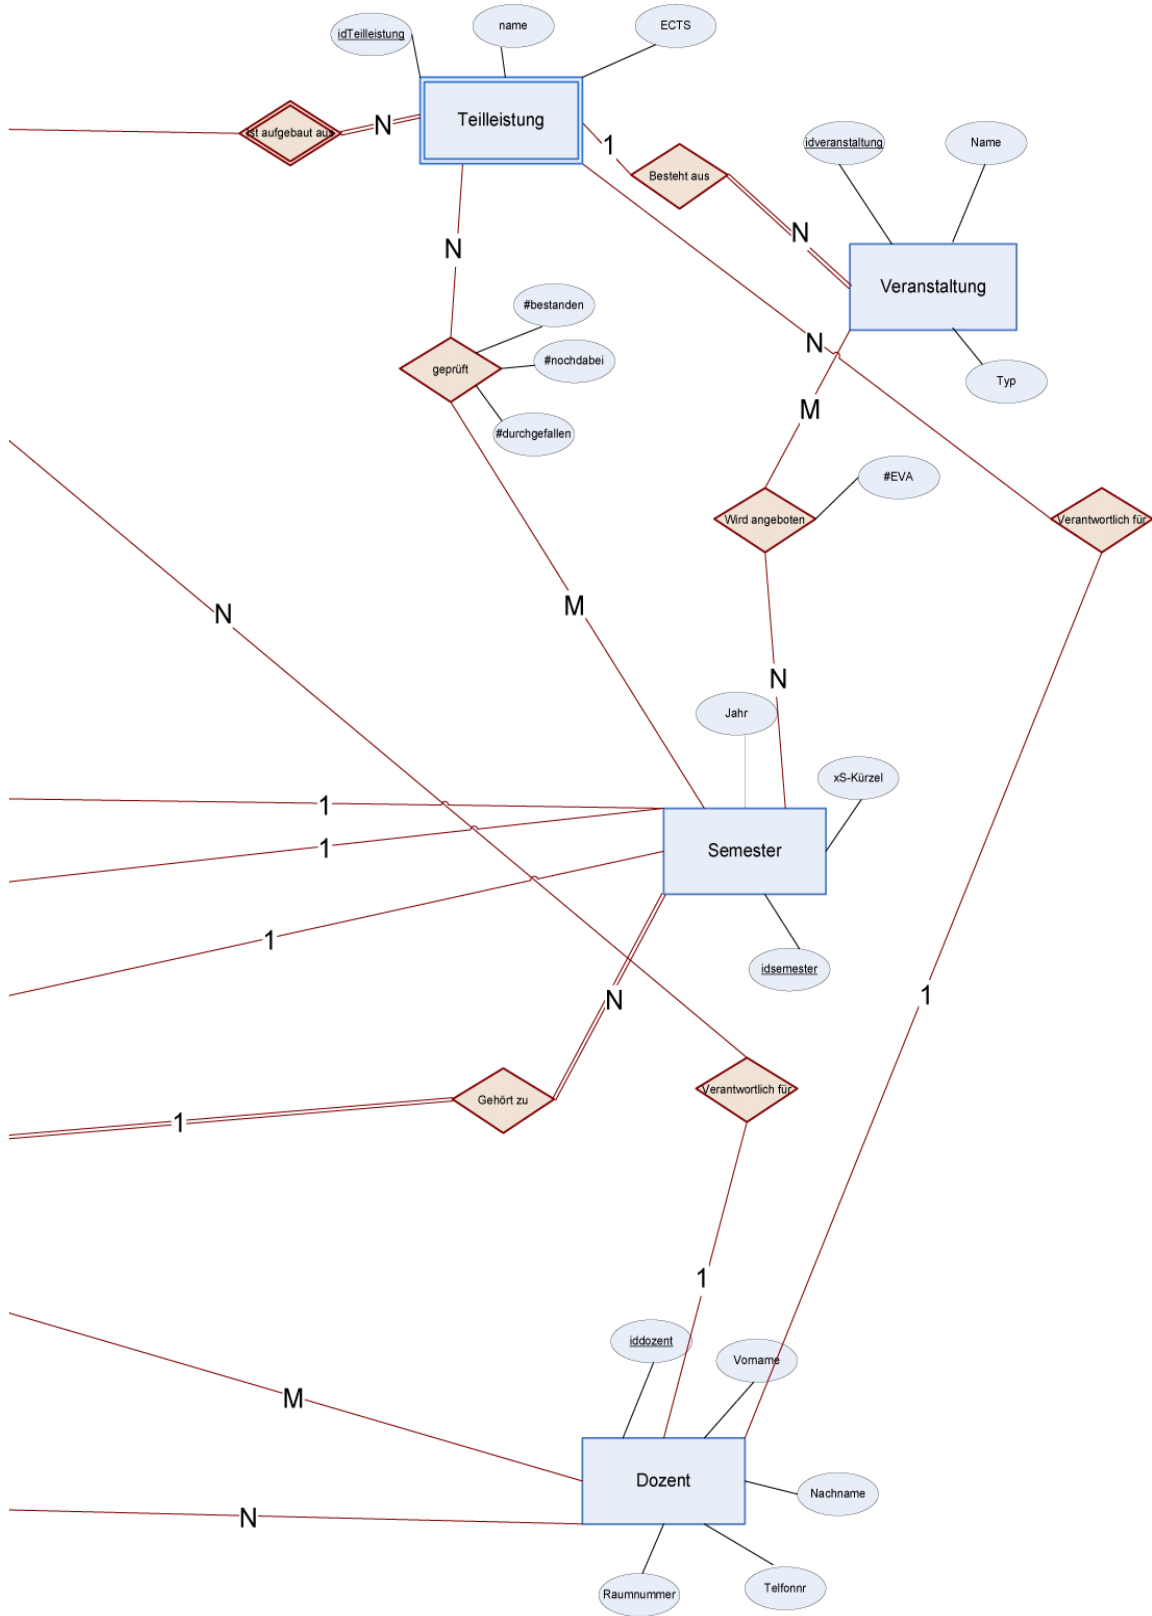 name
ECTS
idTeilleistung
Teilleistung
N
Ist aufgebaut aus
1
idveranstaltung
Name
Besteht aus
N
N
Veranstaltung
#bestanden
N
#nochdabei
geprüft
Typ
M
#durchgefallen
#EVA
Wird angeboten
Verantwortlich für
M
N
N
Jahr
xS-Kürzel
1
1
Semester
1
idsemester
1
N
Verantwortlich für
Gehört zu
1
1
iddozent
Vorname
M
Dozent
Nachname
N
Telfonnr
Raumnummer